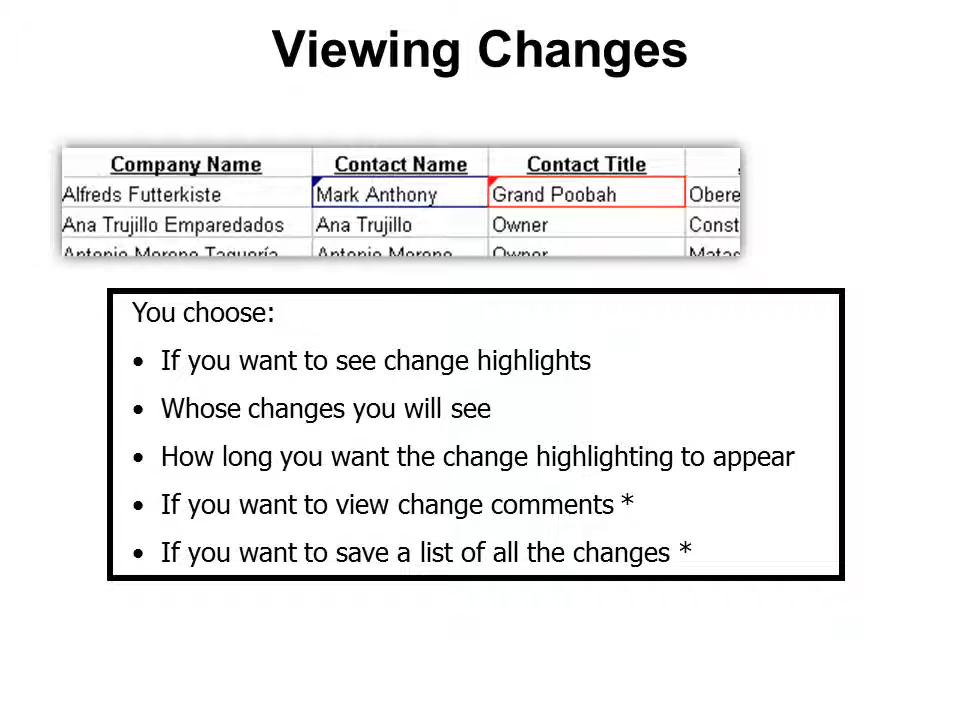 Viewing Changes
Company Name Contact Name Contact Title
Alfreds Futterkiste Mark Anthony Grand Poobah Obere
Ana Trujillo Emparedados Ana Trujillo Owner Const
Antonio Moreno Taquería Antonio Moreno Owner Matac
You choose:
• If you want to see change highlights
• Whose changes you will see
• How long you want the change highlighting to appear
• If you want to view change comments *
• If you want to save a list of all the changes *